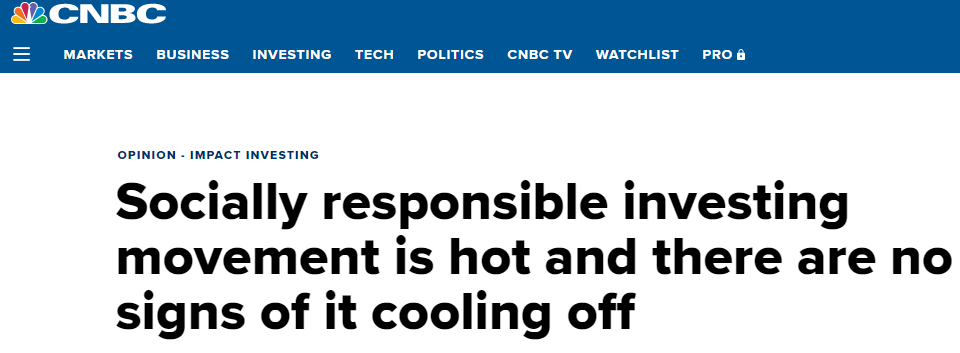 CNBC
MARKETS BUSINESS INVESTING TECH POLITICS CNBC TV WATCHLIST PRO
OPINION - IMPACT INVESTING
Socially responsible investing
movement is hot and there are no
signs of it cooling off